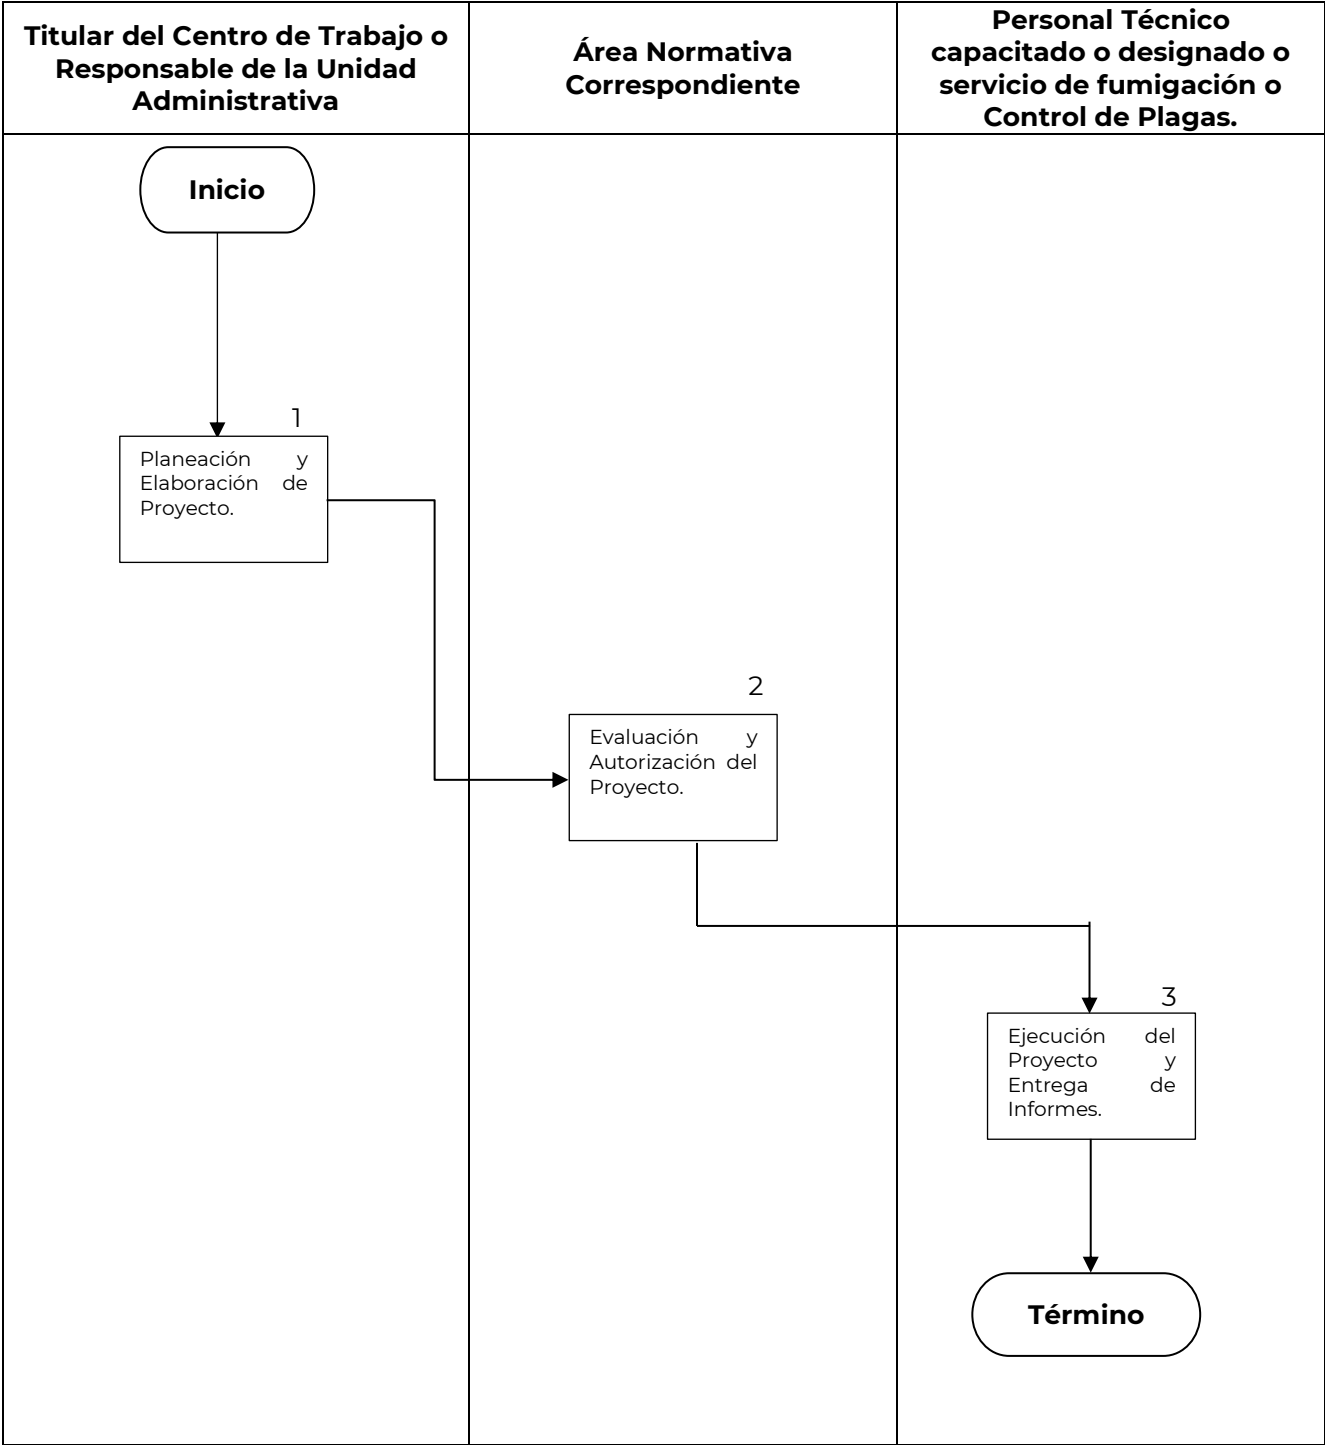 Titular del Centro de Trabajo o
Responsable de la Unidad
Administrativa
Área Normativa
Correspondiente
Personal Técnico
capacitado o designado o
servicio de fumigación o
Control de Plagas.
Inicio
1
Planeación y
Elaboración de
Proyecto.
2
Evaluación y
Autorización del
Proyecto.
3
Ejecución del
Proyecto y
Entrega de
Informes.
Término